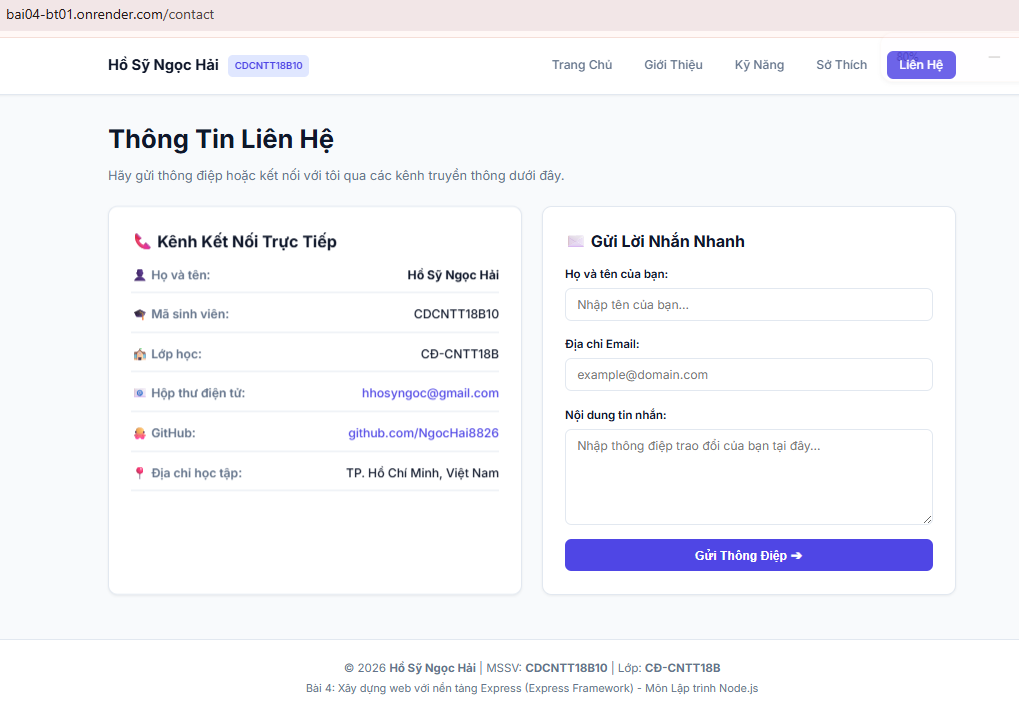 bai04-bt01.onrender.com/contact
Hồ Sỹ Ngọc Hải CDCNTT18B10 Trang Chủ Giới Thiệu Kỹ Năng Sở Thích Liên Hệ
Thông Tin Liên Hệ
Hãy gửi thông điệp hoặc kết nối với tôi qua các kênh truyền thông dưới đây.
Kênh Kết Nối Trực Tiếp
Họ và tên: Hồ Sỹ Ngọc Hải
Mã sinh viên: CDCNTT18B10
Lớp học: CĐ-CNTT18B
Hộp thư điện tử: hhosyngoc@gmail.com
GitHub: github.com/NgocHai8826
Địa chỉ học tập: TP. Hồ Chí Minh, Việt Nam
Gửi Lời Nhắn Nhanh
Họ và tên của bạn:
Nhập tên của bạn...
Địa chỉ Email:
example@domain.com
Nội dung tin nhắn:
Nhập thông điệp trao đổi của bạn tại đây...
Gửi Thông Điệp ➔
© 2026 Hồ Sỹ Ngọc Hải | MSSV: CDCNTT18B10 | Lớp: CĐ-CNTT18B
Bài 4: Xây dựng web với nền tảng Express (Express Framework) - Môn Lập trình Node.js